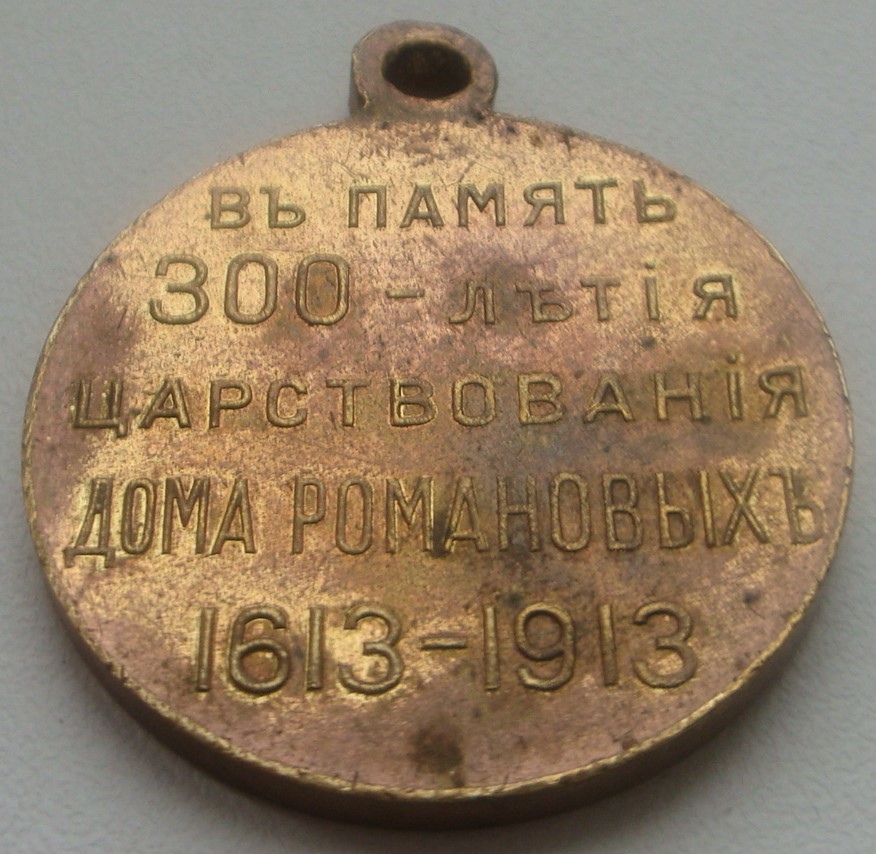 ВЪ ПАМЯТЬ
300-ЛѢТІЯ
ЦАРСТВОВАНІЯ
ДОМА РОМАНОВЫХЪ
1613-1913